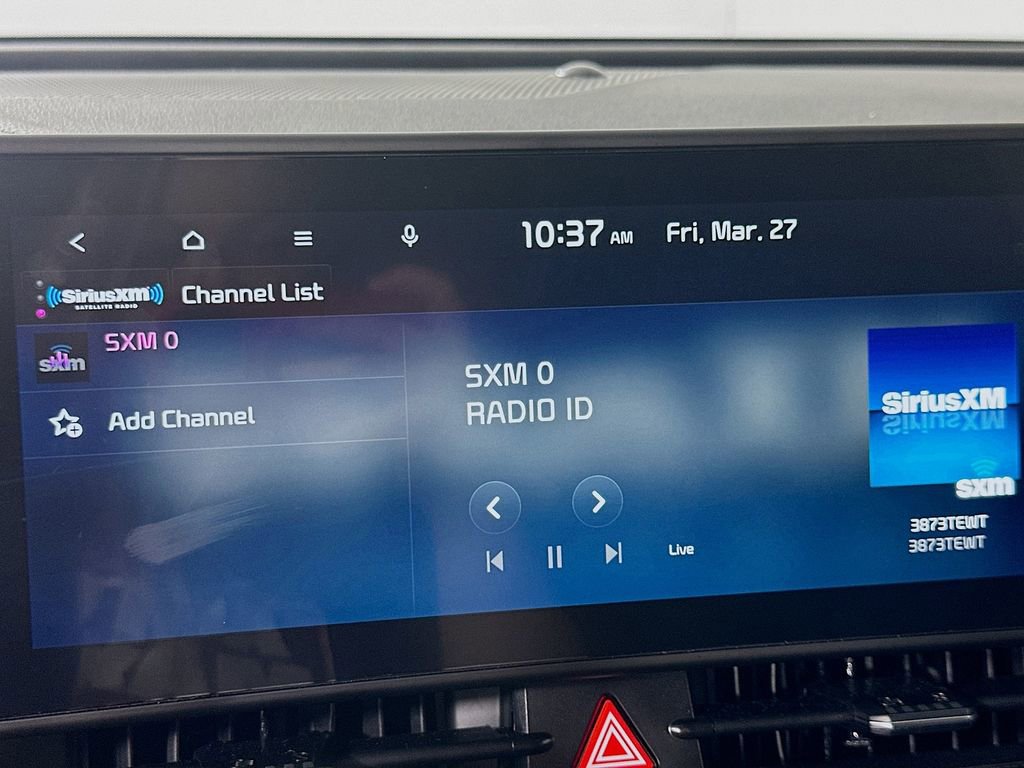 10:37 AM Fri, Mar. 27
SiriusXM Channel List
SATELLITE RADIO
sxm SXM 0
Add Channel
SXM 0
RADIO ID
Live
SiriusXM
sxm
3873TEWT
3873TEWT